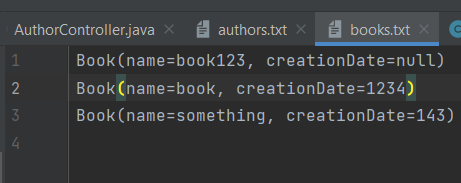 AuthorController.java authors.txt books.txt
1 Book(name=book123, creationDate=null)
2 Book(name=book, creationDate=1234)
3 Book(name=something, creationDate=143)
4